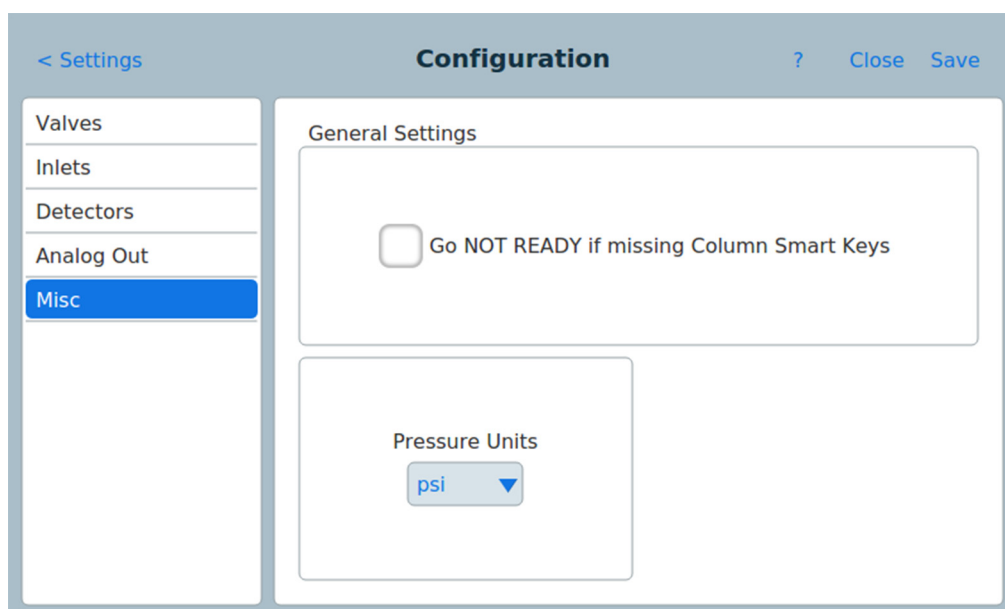 < Settings
Configuration
?
Close
Save
Valves
Inlets
Detectors
Analog Out
Misc
General Settings
Go NOT READY if missing Column Smart Keys
Pressure Units
psi